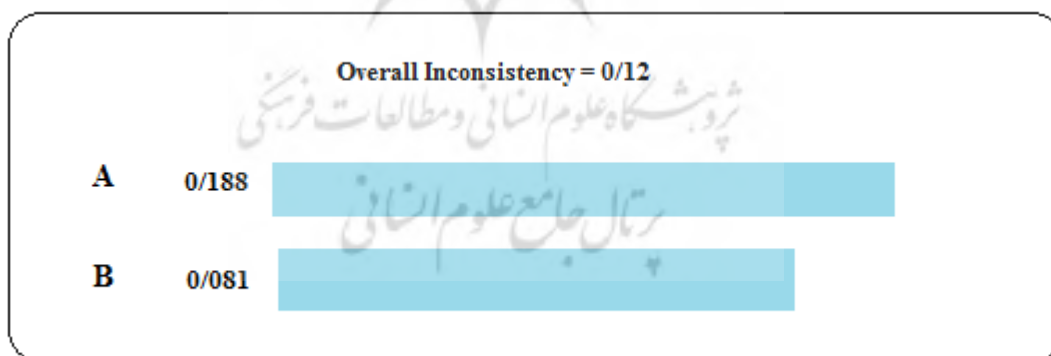 Overall Inconsistency = 0/12
پژوهشگاه علوم انسانی و مطالعات فرهنگی
A 0/188
پرتال جامع علوم انسانی
B 0/081